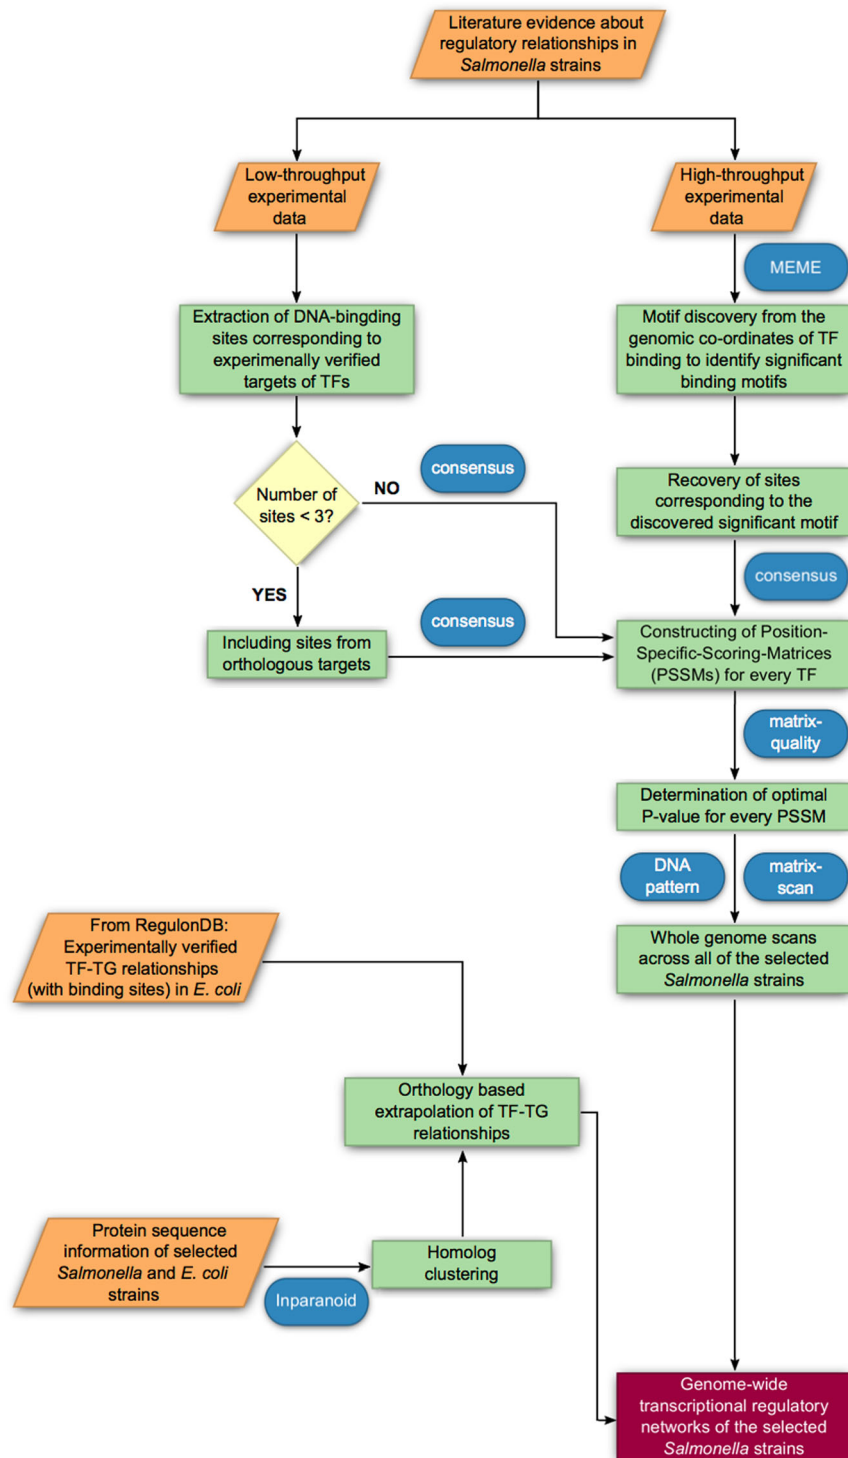 Literature evidence about
regulatory relationships in
Salmonella strains
Low-throughput
experimental
data
High-throughput
experimental
data
MEME
Extraction of DNA-bingding
sites corresponding to
experimenally verified
targets of TFs
Motif discovery from the
genomic co-ordinates of TF
binding to identify significant
binding motifs
Number of
sites < 3?
NO
consensus
Recovery of sites
corresponding to the
discovered significant motif
consensus
YES
Including sites from
orthologous targets
consensus
Constructing of Position-
Specific-Scoring-Matrices
(PSSMs) for every TF
matrix-
quality
Determination of optimal
P-value for every PSSM
DNA
pattern
matrix-
scan
Whole genome scans
across all of the selected
Salmonella strains
From RegulonDB:
Experimentally verified
TF-TG relationships
(with binding sites) in E. coli
Orthology based
extrapolation of TF-TG
relationships
Protein sequence
information of selected
Salmonella and E. coli
strains
Inparanoid
Homolog
clustering
Genome-wide
transcriptional regulatory
networks of the selected
Salmonella strains